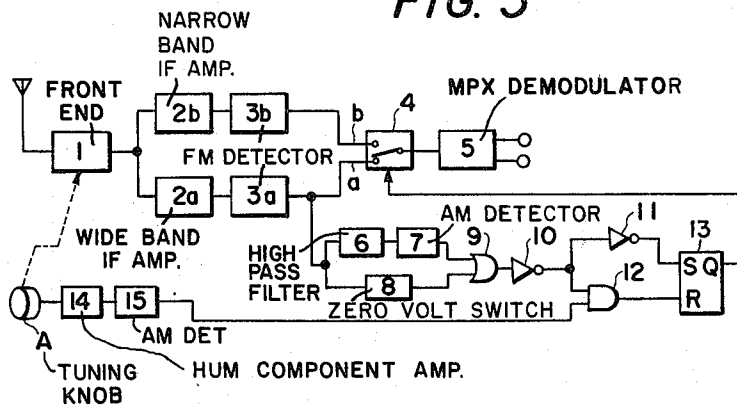 FIG. 3
NARROW
BAND
IF AMP.
FRONT
END
MPX DEMODULATOR
2b
3b
b
4
1
5
FM DETECTOR
a
2a
3a
WIDE BAND
IF AMP.
AM DETECTOR
HIGH
PASS
FILTER
6
7
9
10
11
13
8
12
S Q
R
ZERO VOLT SWITCH
14
15
A
AM DET
TUNING
KNOB
HUM COMPONENT AMP.